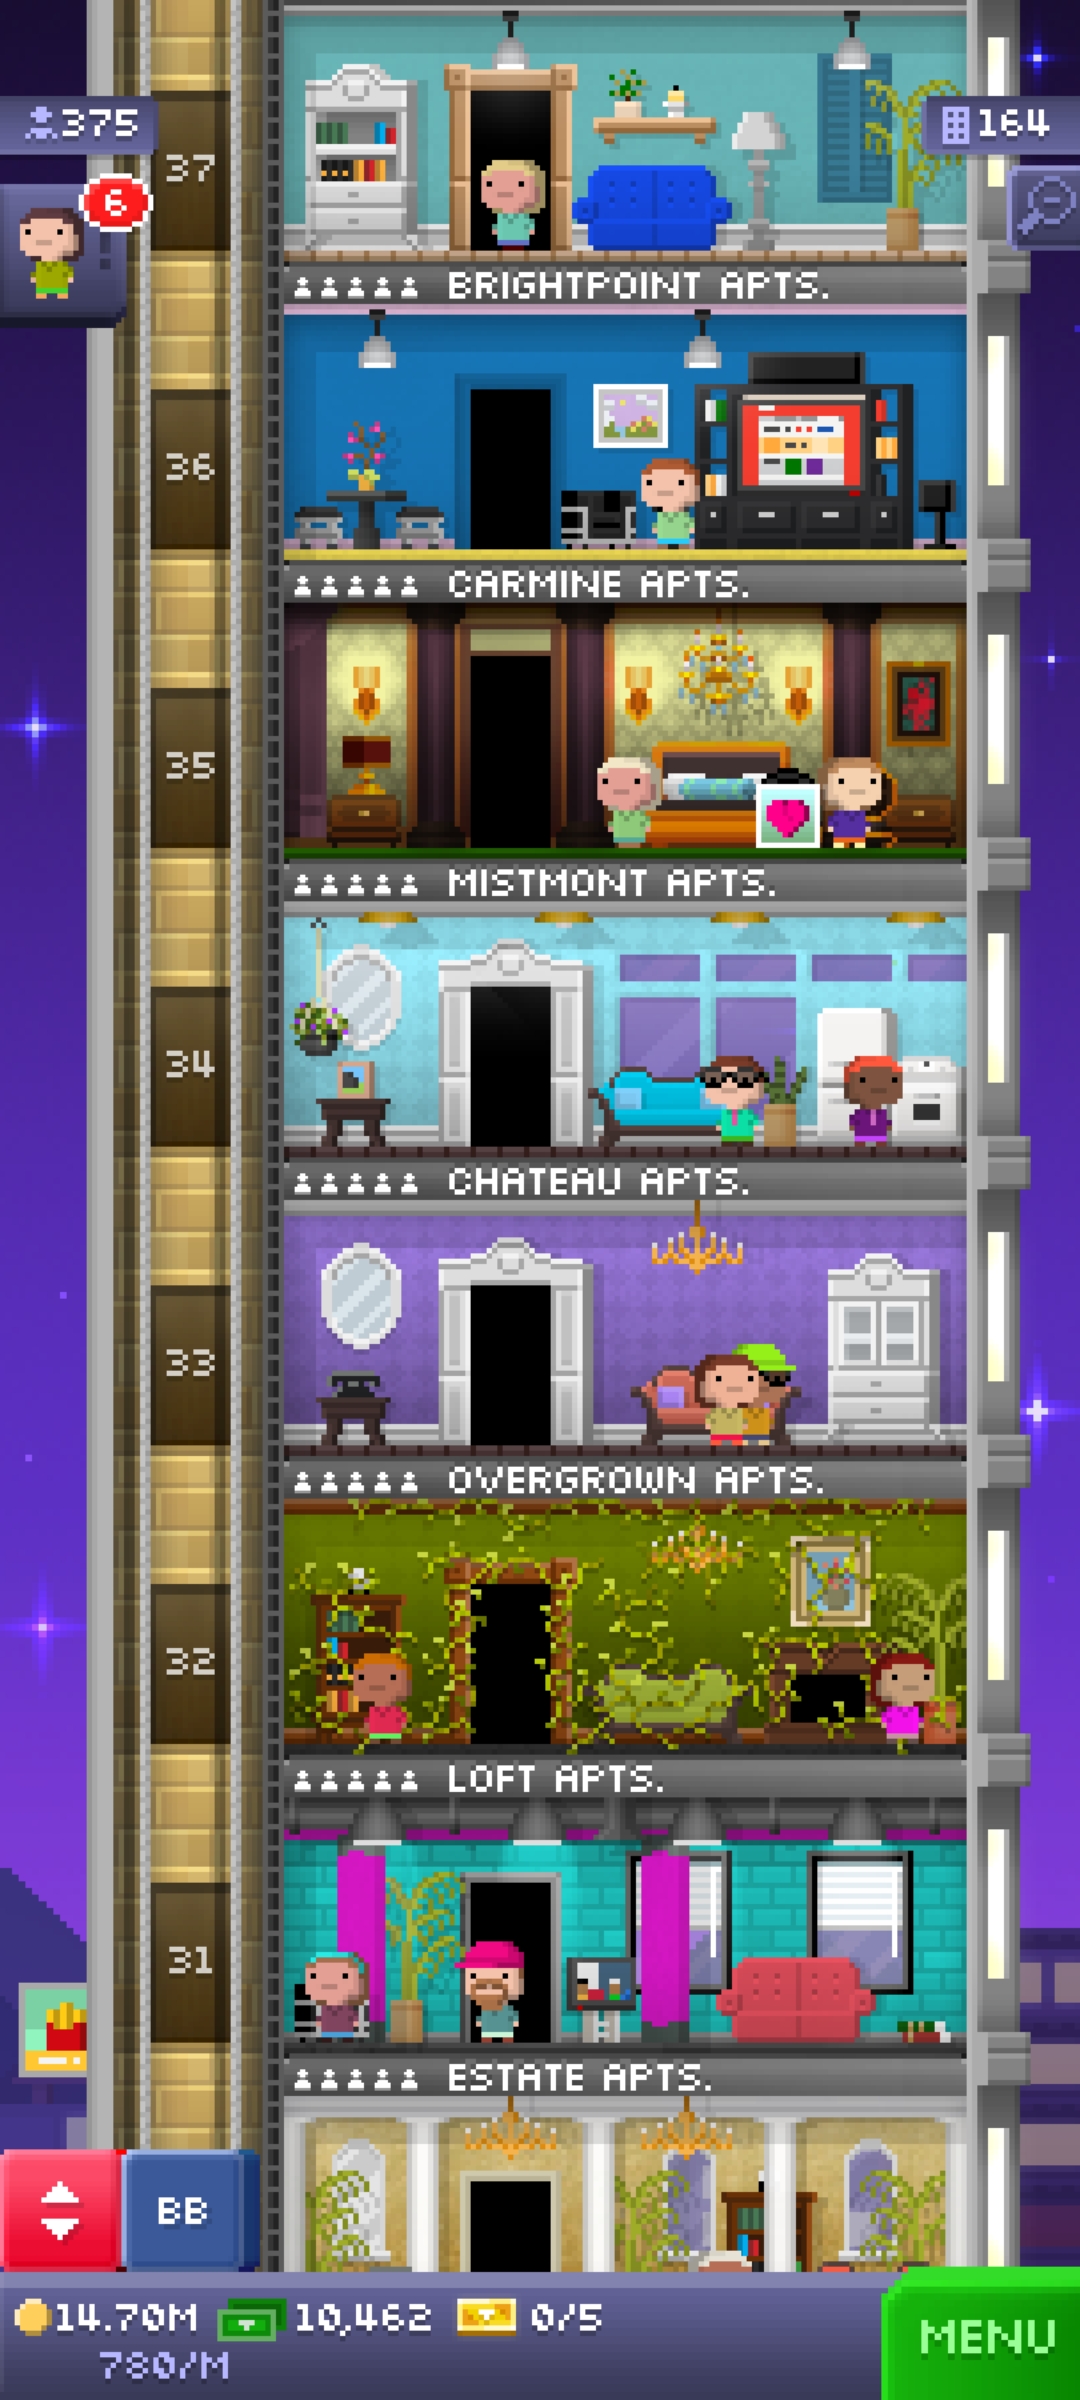 375
164
6
37
BRIGHTPOINT APTS.
36
CARMINE APTS.
35
MISTMONT APTS.
34
CHATEAU APTS.
33
OVERGROWN APTS.
32
LOFT APTS.
31
ESTATE APTS.
BB
14.70M 10,462 0/5
780/M
MENU